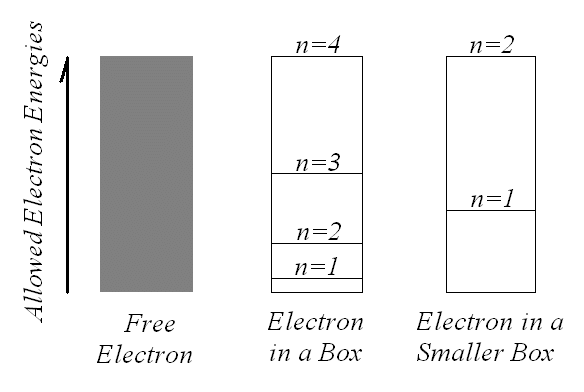 Allowed Electron Energies
n=4
n=3
n=2
n=1
n=2
n=1
Free
Electron
Electron
in a Box
Electron in a
Smaller Box